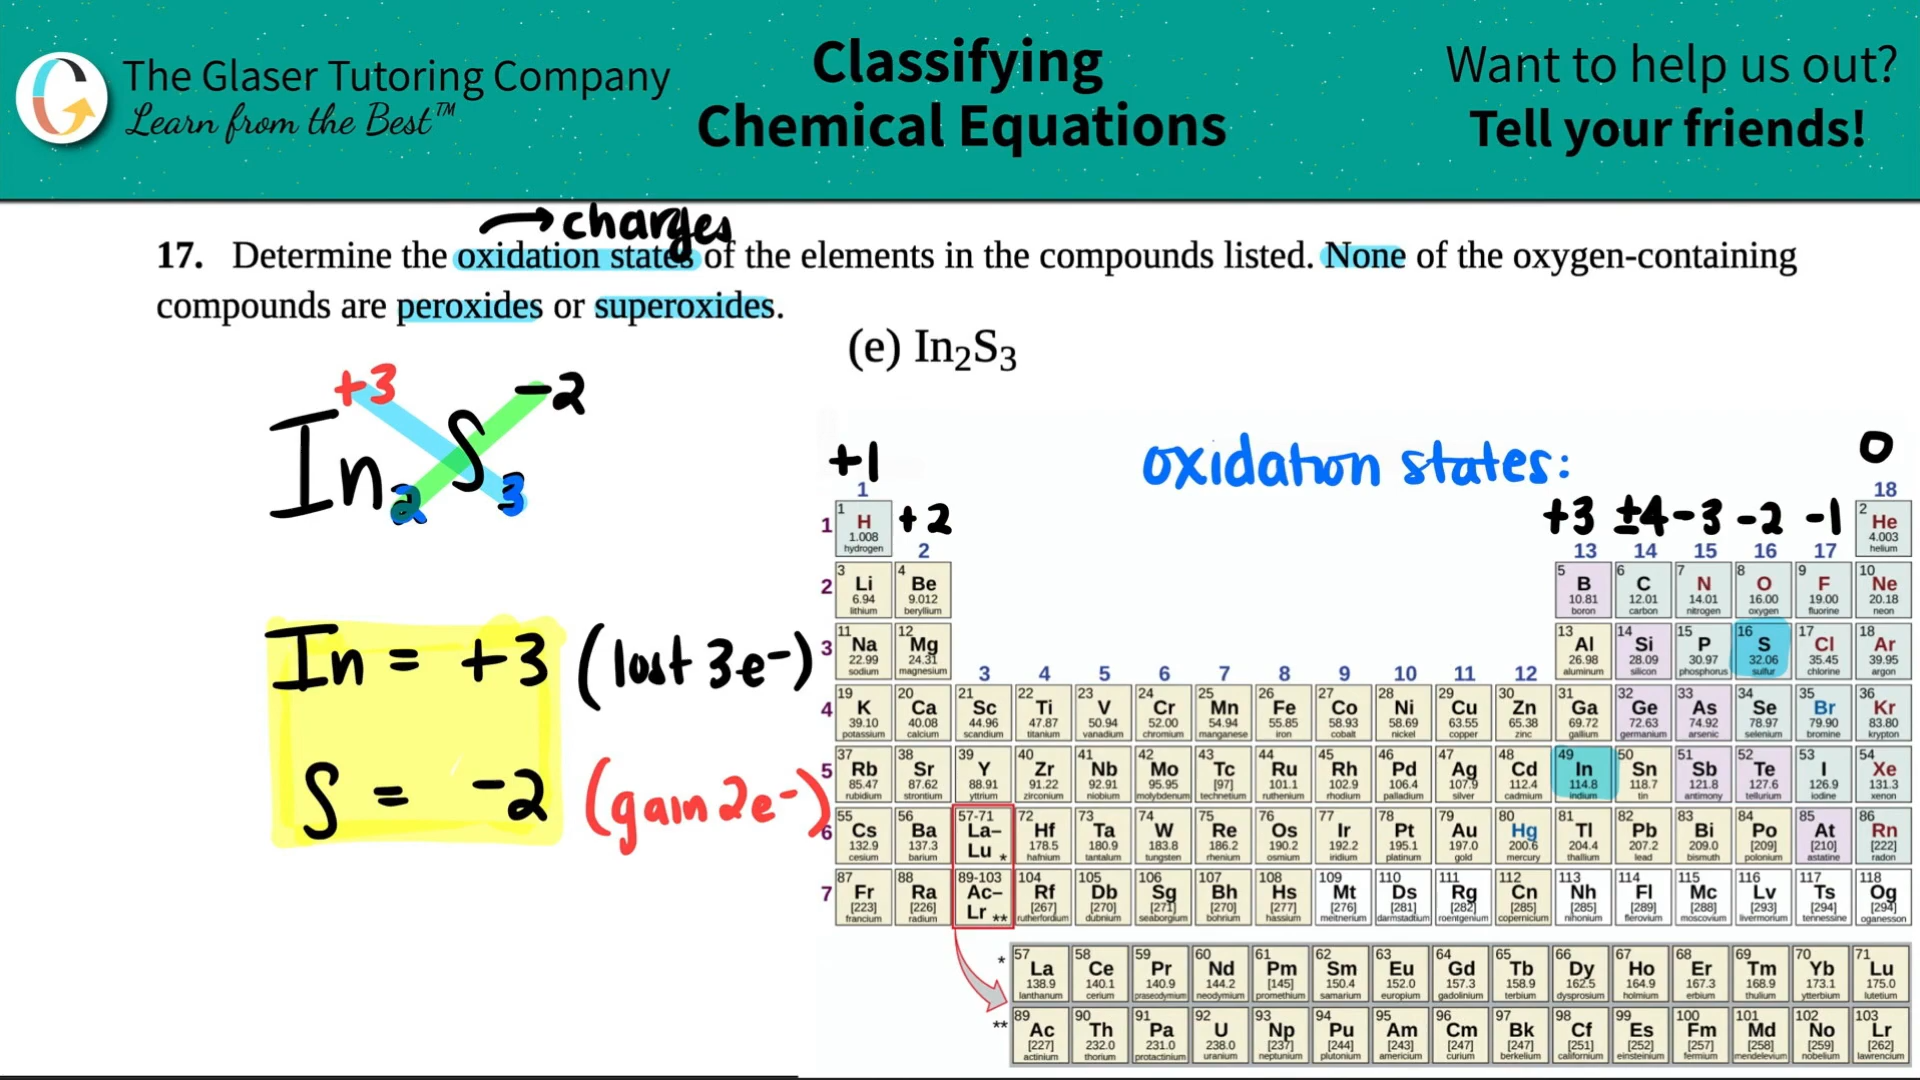 The Glaser Tutoring Company
Learn from the Best™
Classifying
Chemical Equations
Want to help us out?
Tell your friends!
→ charges
17. Determine the oxidation states of the elements in the compounds listed. None of the oxygen-containing
compounds are peroxides or superoxides.
(e) In₂S₃
+3 -2
In₂S₃
In = +3 (lost 3e-)
S = -2 (gain 2e-)
oxidation states:
+1 0
1 18
+2 +3 ±4 -3 -2 -1
2 13 14 15 16 17
1
1 H 1.008 hydrogen
2 He 4.003 helium
2
3 Li 6.94 lithium
4 Be 9.012 beryllium
5 B 10.81 boron
6 C 12.01 carbon
7 N 14.01 nitrogen
8 O 16.00 oxygen
9 F 19.00 fluorine
10 Ne 20.18 neon
3
11 Na 22.99 sodium
12 Mg 24.31 magnesium
3 4 5 6 7 8 9 10 11 12
13 Al 26.98 aluminum
14 Si 28.09 silicon
15 P 30.97 phosphorus
16 S 32.06 sulfur
17 Cl 35.45 chlorine
18 Ar 39.95 argon
4
19 K 39.10 potassium
20 Ca 40.08 calcium
21 Sc 44.96 scandium
22 Ti 47.87 titanium
23 V 50.94 vanadium
24 Cr 52.00 chromium
25 Mn 54.94 manganese
26 Fe 55.85 iron
27 Co 58.93 cobalt
28 Ni 58.69 nickel
29 Cu 63.55 copper
30 Zn 65.38 zinc
31 Ga 69.72 gallium
32 Ge 72.63 germanium
33 As 74.92 arsenic
34 Se 78.97 selenium
35 Br 79.90 bromine
36 Kr 83.80 krypton
5
37 Rb 85.47 rubidium
38 Sr 87.62 strontium
39 Y 88.91 yttrium
40 Zr 91.22 zirconium
41 Nb 92.91 niobium
42 Mo 95.95 molybdenum
43 Tc [97] technetium
44 Ru 101.1 ruthenium
45 Rh 102.9 rhodium
46 Pd 106.4 palladium
47 Ag 107.9 silver
48 Cd 112.4 cadmium
49 In 114.8 indium
50 Sn 118.7 tin
51 Sb 121.8 antimony
52 Te 127.6 tellurium
53 I 126.9 iodine
54 Xe 131.3 xenon
6
55 Cs 132.9 cesium
56 Ba 137.3 barium
57-71 La–Lu *
72 Hf 178.5 hafnium
73 Ta 180.9 tantalum
74 W 183.8 tungsten
75 Re 186.2 rhenium
76 Os 190.2 osmium
77 Ir 192.2 iridium
78 Pt 195.1 platinum
79 Au 197.0 gold
80 Hg 200.6 mercury
81 Tl 204.4 thallium
82 Pb 207.2 lead
83 Bi 209.0 bismuth
84 Po [209] polonium
85 At [210] astatine
86 Rn [222] radon
7
87 Fr [223] francium
88 Ra [226] radium
89-103 Ac–Lr **
104 Rf [267] rutherfordium
105 Db [270] dubnium
106 Sg [271] seaborgium
107 Bh [270] bohrium
108 Hs [277] hassium
109 Mt [276] meitnerium
110 Ds [281] darmstadtium
111 Rg [282] roentgenium
112 Cn [285] copernicium
113 Nh [285] nihonium
114 Fl [289] flerovium
115 Mc [288] moscovium
116 Lv [293] livermorium
117 Ts [294] tennessine
118 Og [294] oganesson
*
57 La 138.9 lanthanum
58 Ce 140.1 cerium
59 Pr 140.9 praseodymium
60 Nd 144.2 neodymium
61 Pm [145] promethium
62 Sm 150.4 samarium
63 Eu 152.0 europium
64 Gd 157.3 gadolinium
65 Tb 158.9 terbium
66 Dy 162.5 dysprosium
67 Ho 164.9 holmium
68 Er 167.3 erbium
69 Tm 168.9 thulium
70 Yb 173.1 ytterbium
71 Lu 175.0 lutetium
**
89 Ac [227] actinium
90 Th 232.0 thorium
91 Pa 231.0 protactinium
92 U 238.0 uranium
93 Np [237] neptunium
94 Pu [244] plutonium
95 Am [243] americium
96 Cm [247] curium
97 Bk [247] berkelium
98 Cf [251] californium
99 Es [252] einsteinium
100 Fm [257] fermium
101 Md [258] mendelevium
102 No [259] nobelium
103 Lr [262] lawrencium